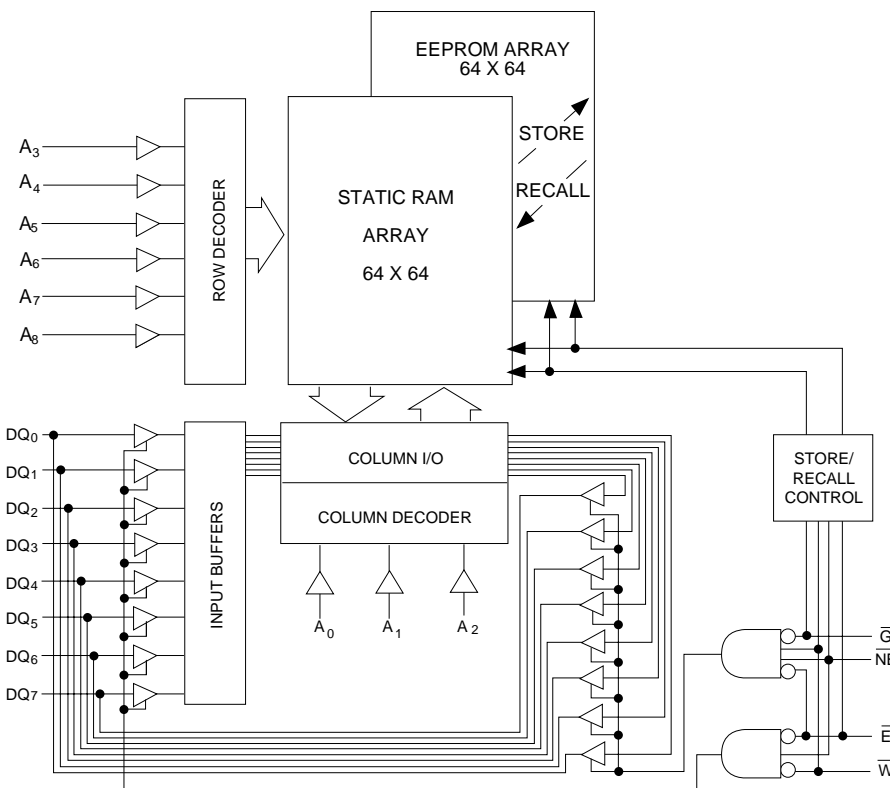 EEPROM ARRAY
64 X 64
STORE
RECALL
STATIC RAM
ARRAY
64 X 64
A3
A4
A5
A6
A7
A8
ROW DECODER
DQ0
DQ1
DQ2
DQ3
DQ4
DQ5
DQ6
DQ7
INPUT BUFFERS
COLUMN I/O
COLUMN DECODER
A0
A1
A2
STORE/
RECALL
CONTROL
G̅
N̅E̅
E̅
W̅